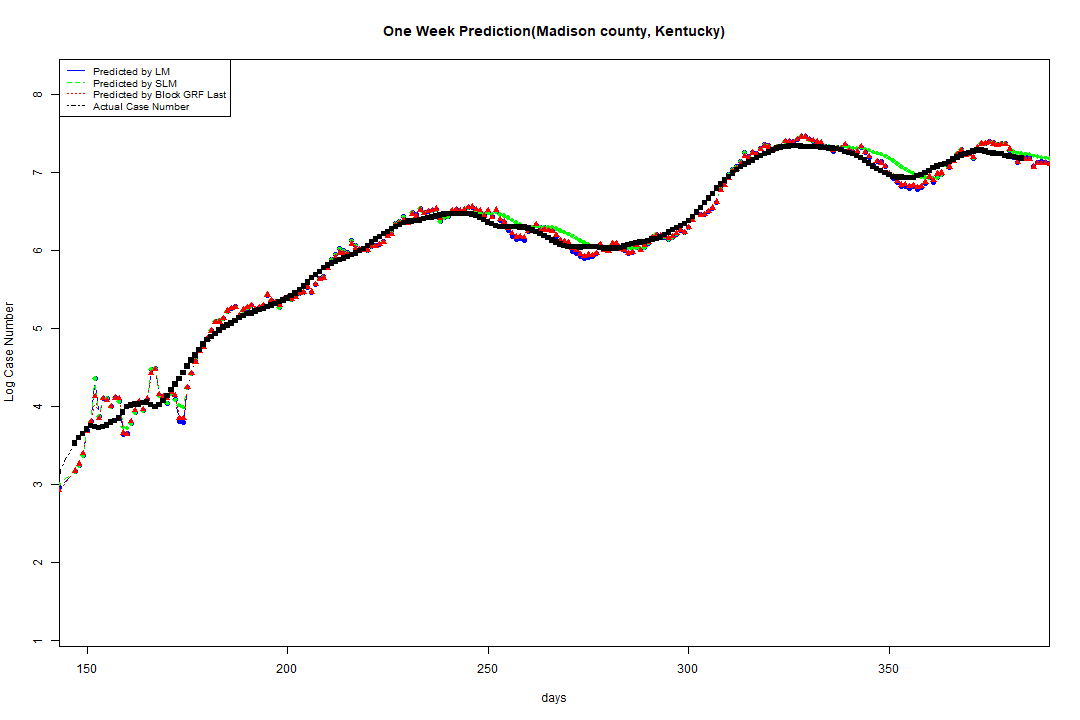 One Week Prediction(Madison county, Kentucky)
Predicted by LM
Predicted by SLM
Predicted by Block GRF Last
Actual Case Number
8
7
6
5
4
3
2
1
Log Case Number
150 200 250 300 350
days